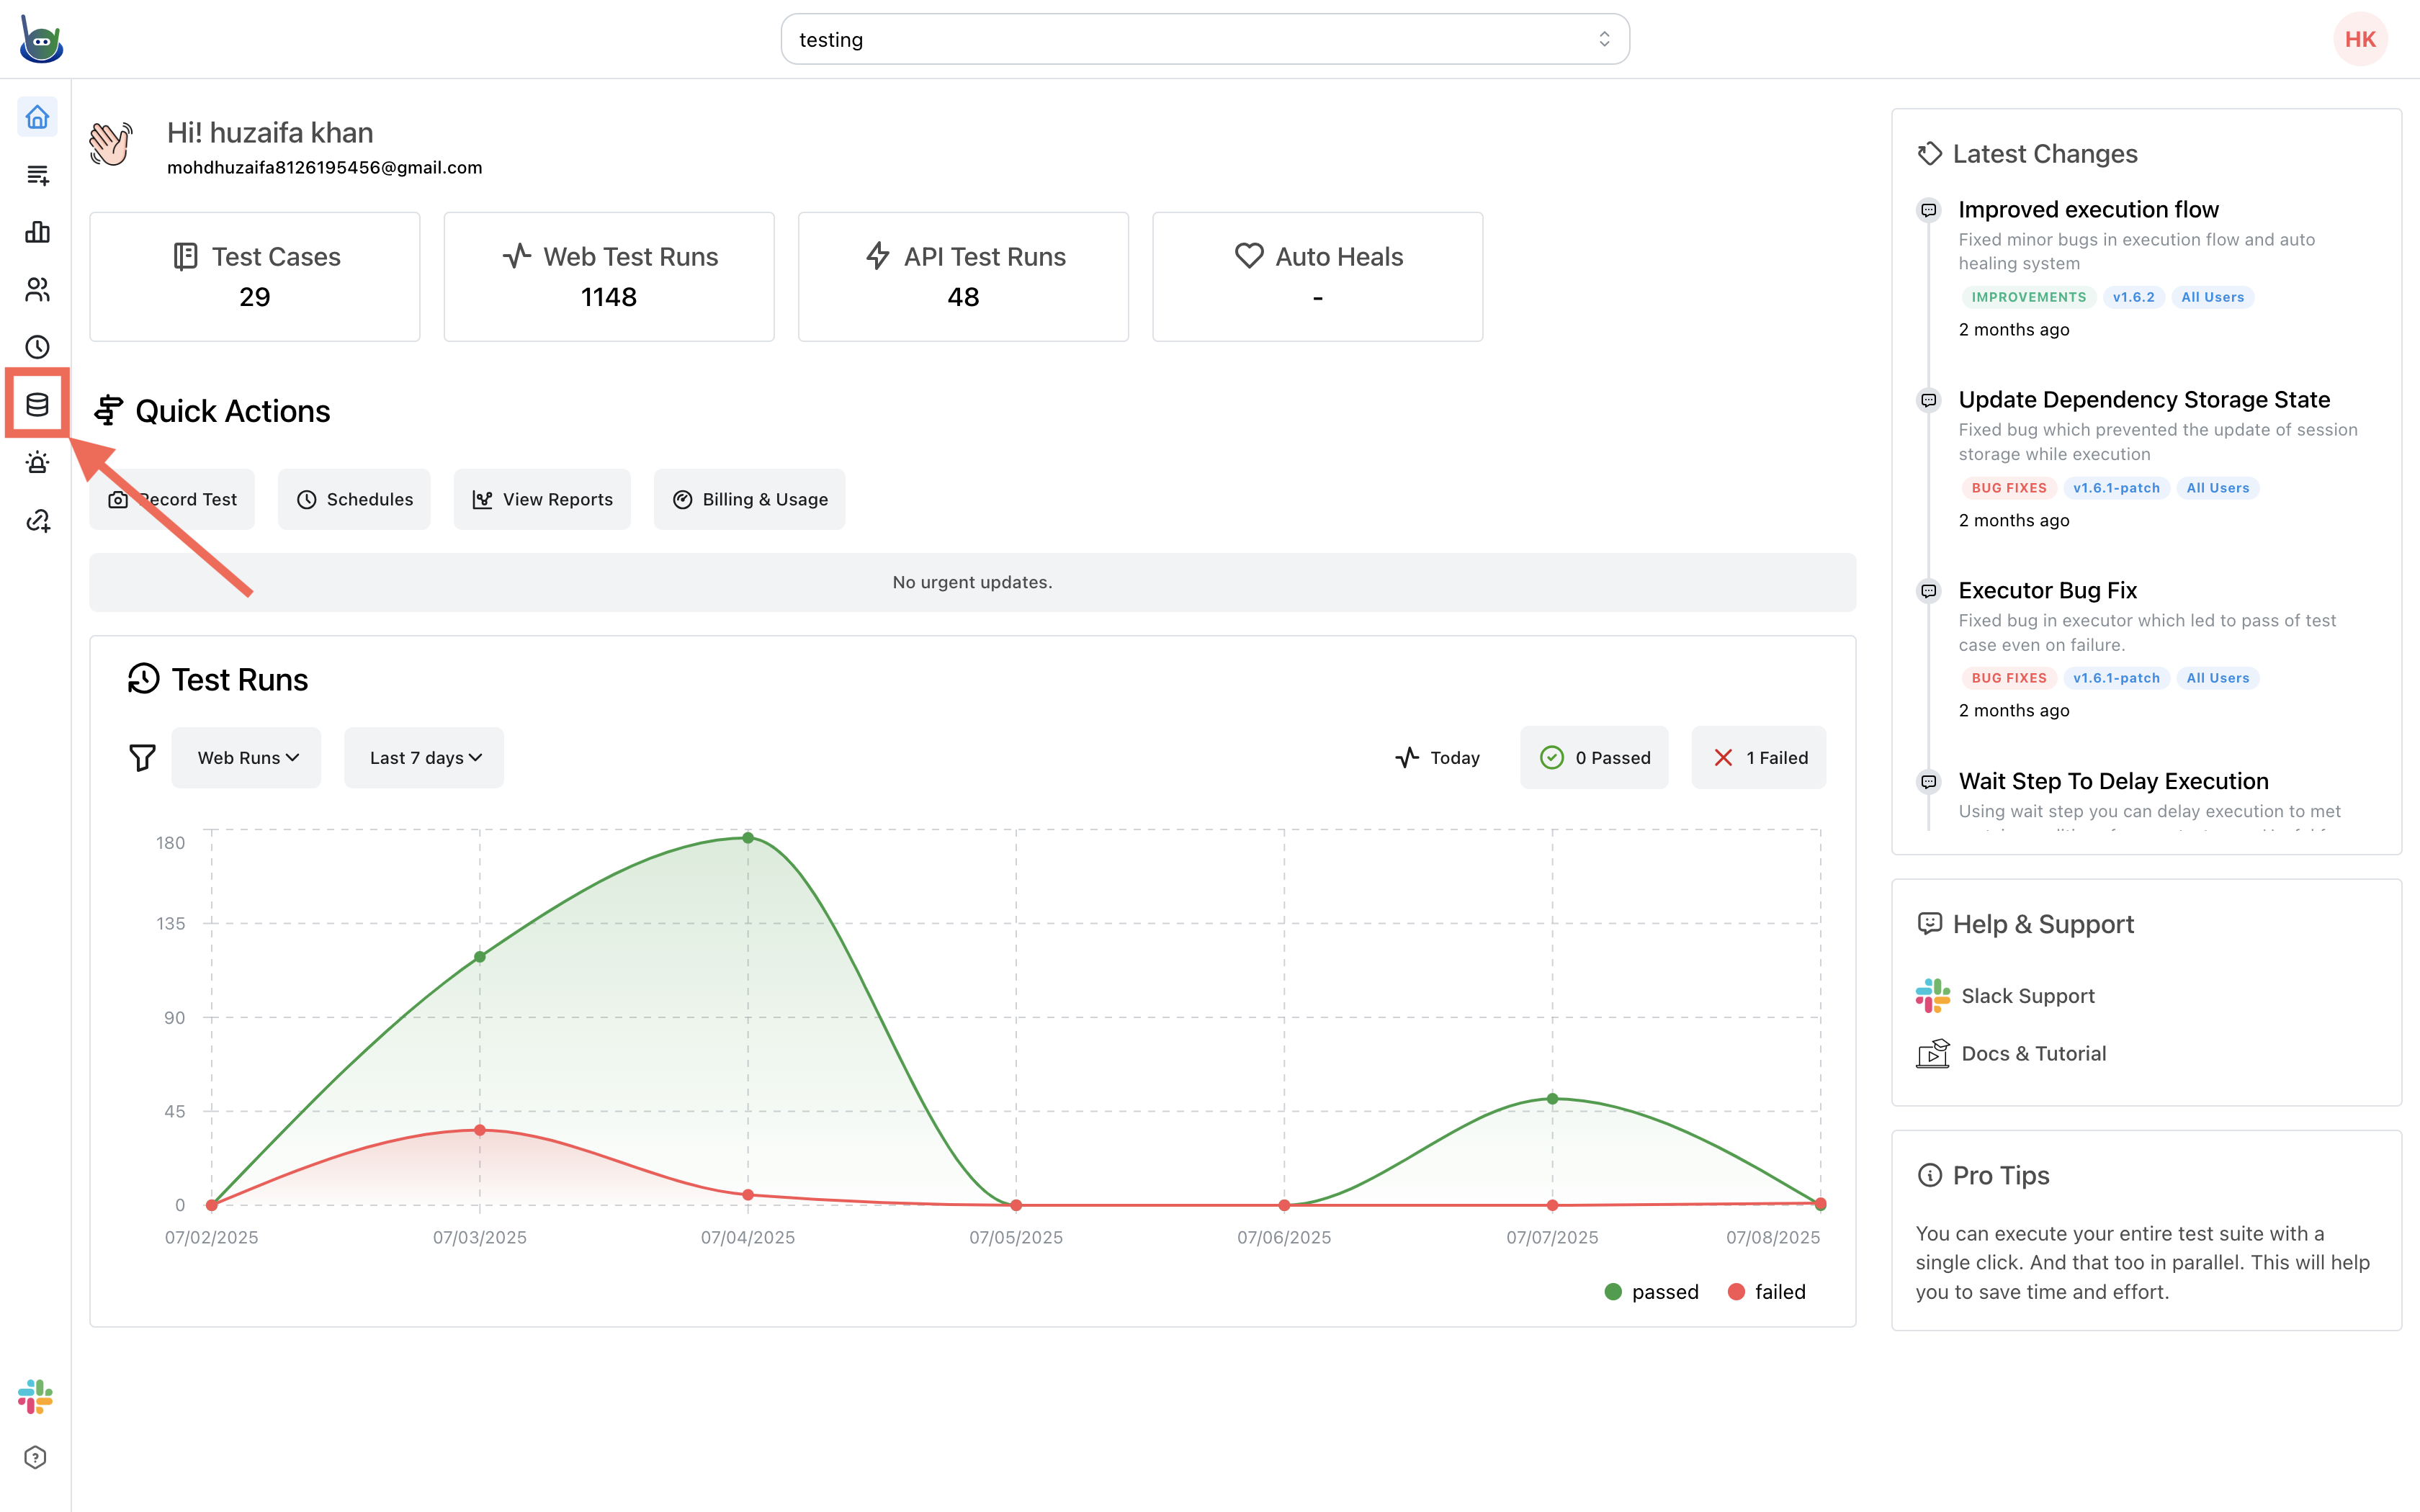 testing
HK
Hi! huzaifa khan
mohdhuzaifa8126195456@gmail.com
Test Cases
29
Web Test Runs
1148
API Test Runs
48
Auto Heals
-
Quick Actions
Record Test
Schedules
View Reports
Billing & Usage
No urgent updates.
Test Runs
Web Runs
Last 7 days
Today
0 Passed
1 Failed
180
135
90
45
0
07/02/2025
07/03/2025
07/04/2025
07/05/2025
07/06/2025
07/07/2025
07/08/2025
passed
failed
Latest Changes
Improved execution flow
Fixed minor bugs in execution flow and auto
healing system
IMPROVEMENTS
v1.6.2
All Users
2 months ago
Update Dependency Storage State
Fixed bug which prevented the update of session
storage while execution
BUG FIXES
v1.6.1-patch
All Users
2 months ago
Executor Bug Fix
Fixed bug in executor which led to pass of test
case even on failure.
BUG FIXES
v1.6.1-patch
All Users
2 months ago
Wait Step To Delay Execution
Using wait step you can delay execution to met
Help & Support
Slack Support
Docs & Tutorial
Pro Tips
You can execute your entire test suite with a
single click. And that too in parallel. This will help
you to save time and effort.